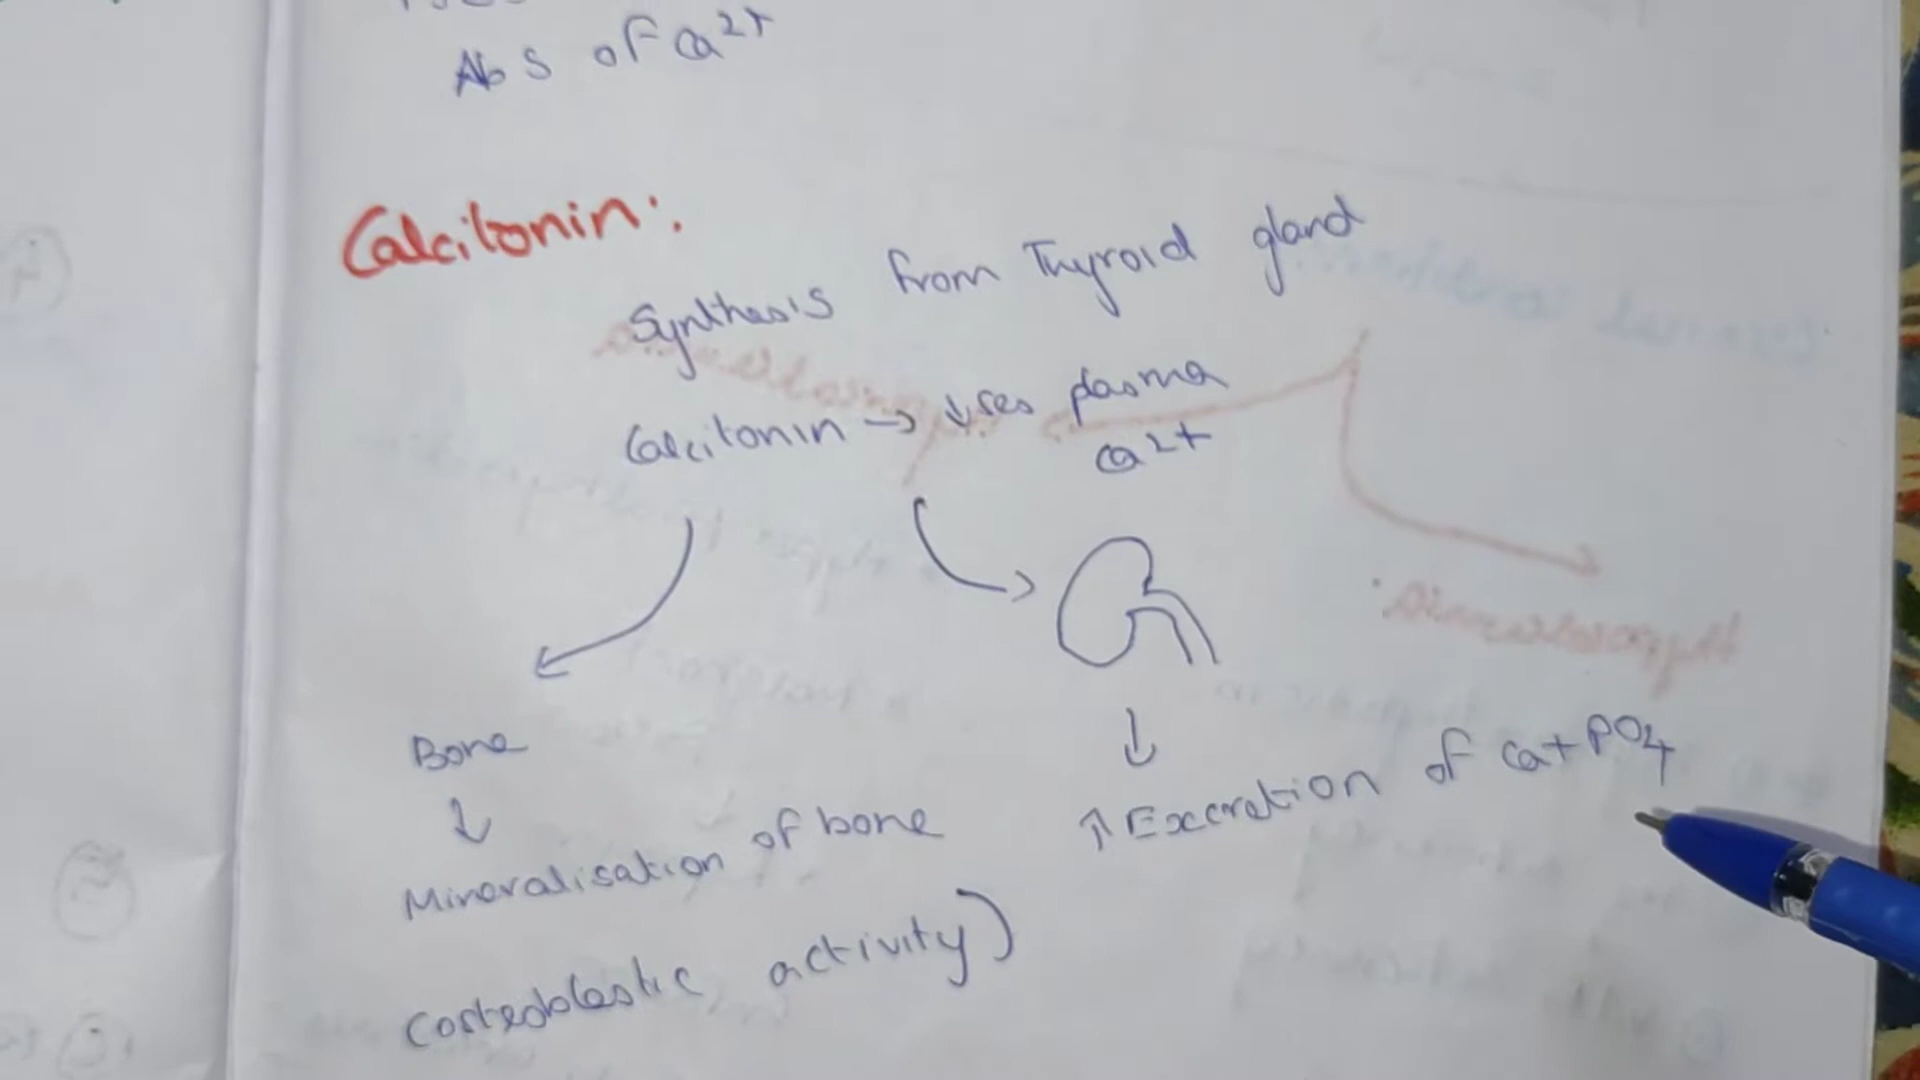 Abs of Ca2+
Calcitonin:
Synthesis from Thyroid gland
Calcitonin → ↓ses plasma
Ca2+
Bone
↓
Mineralisation of bone
(osteoblastic activity)
↓
↑ Excretion of Ca + PO4